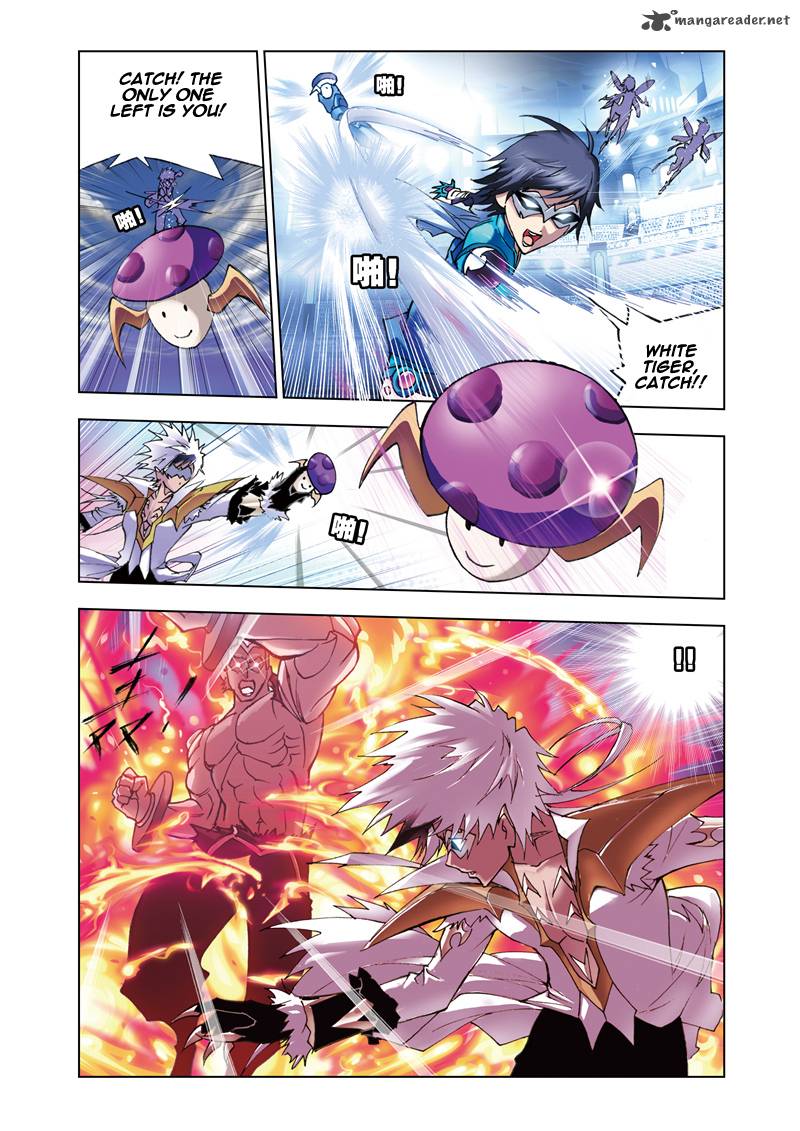 mangareader.net
CATCH! THE
ONLY ONE
LEFT IS YOU!
啪!
啪!
啪!
WHITE
TIGER,
CATCH!!
啪!
!!